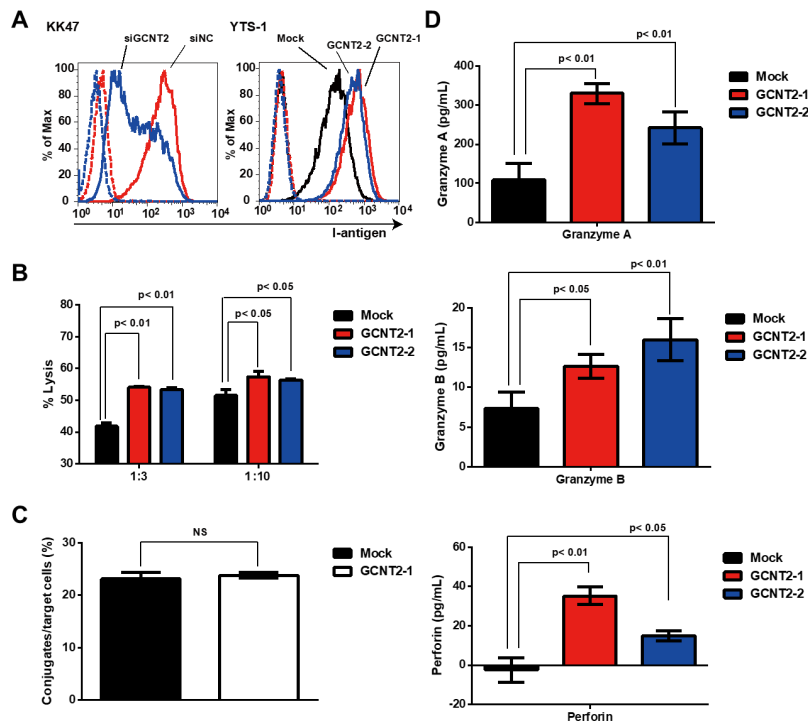 A
KK47
siGCNT2
siNC
% of Max
100
80
60
40
20
0
10⁰ 10¹ 10² 10³ 10⁴
YTS-1
Mock
GCNT2-2
GCNT2-1
% of Max
100
80
60
40
20
0
10⁰ 10¹ 10² 10³ 10⁴
I-antigen
B
% Lysis
80
70
60
50
40
30
p< 0.01
p< 0.01
p< 0.05
p< 0.05
1:3
1:10
Mock
GCNT2-1
GCNT2-2
C
Conjugates/target cells (%)
30
20
10
0
NS
Mock
GCNT2-1
D
Granzyme A (pg/mL)
400
300
200
100
0
p< 0.01
p< 0.01
Granzyme A
Mock
GCNT2-1
GCNT2-2
Granzyme B (pg/mL)
20
15
10
5
0
p< 0.01
p< 0.05
Granzyme B
Mock
GCNT2-1
GCNT2-2
Perforin (pg/mL)
60
40
20
0
-20
p< 0.05
p< 0.01
Perforin
Mock
GCNT2-1
GCNT2-2